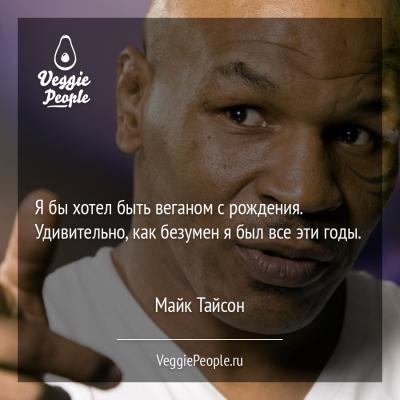 Veggie
People
Я бы хотел быть веганом с рождения.
Удивительно, как безумен я был все эти годы.
Майк Тайсон
VeggiePeople.ru